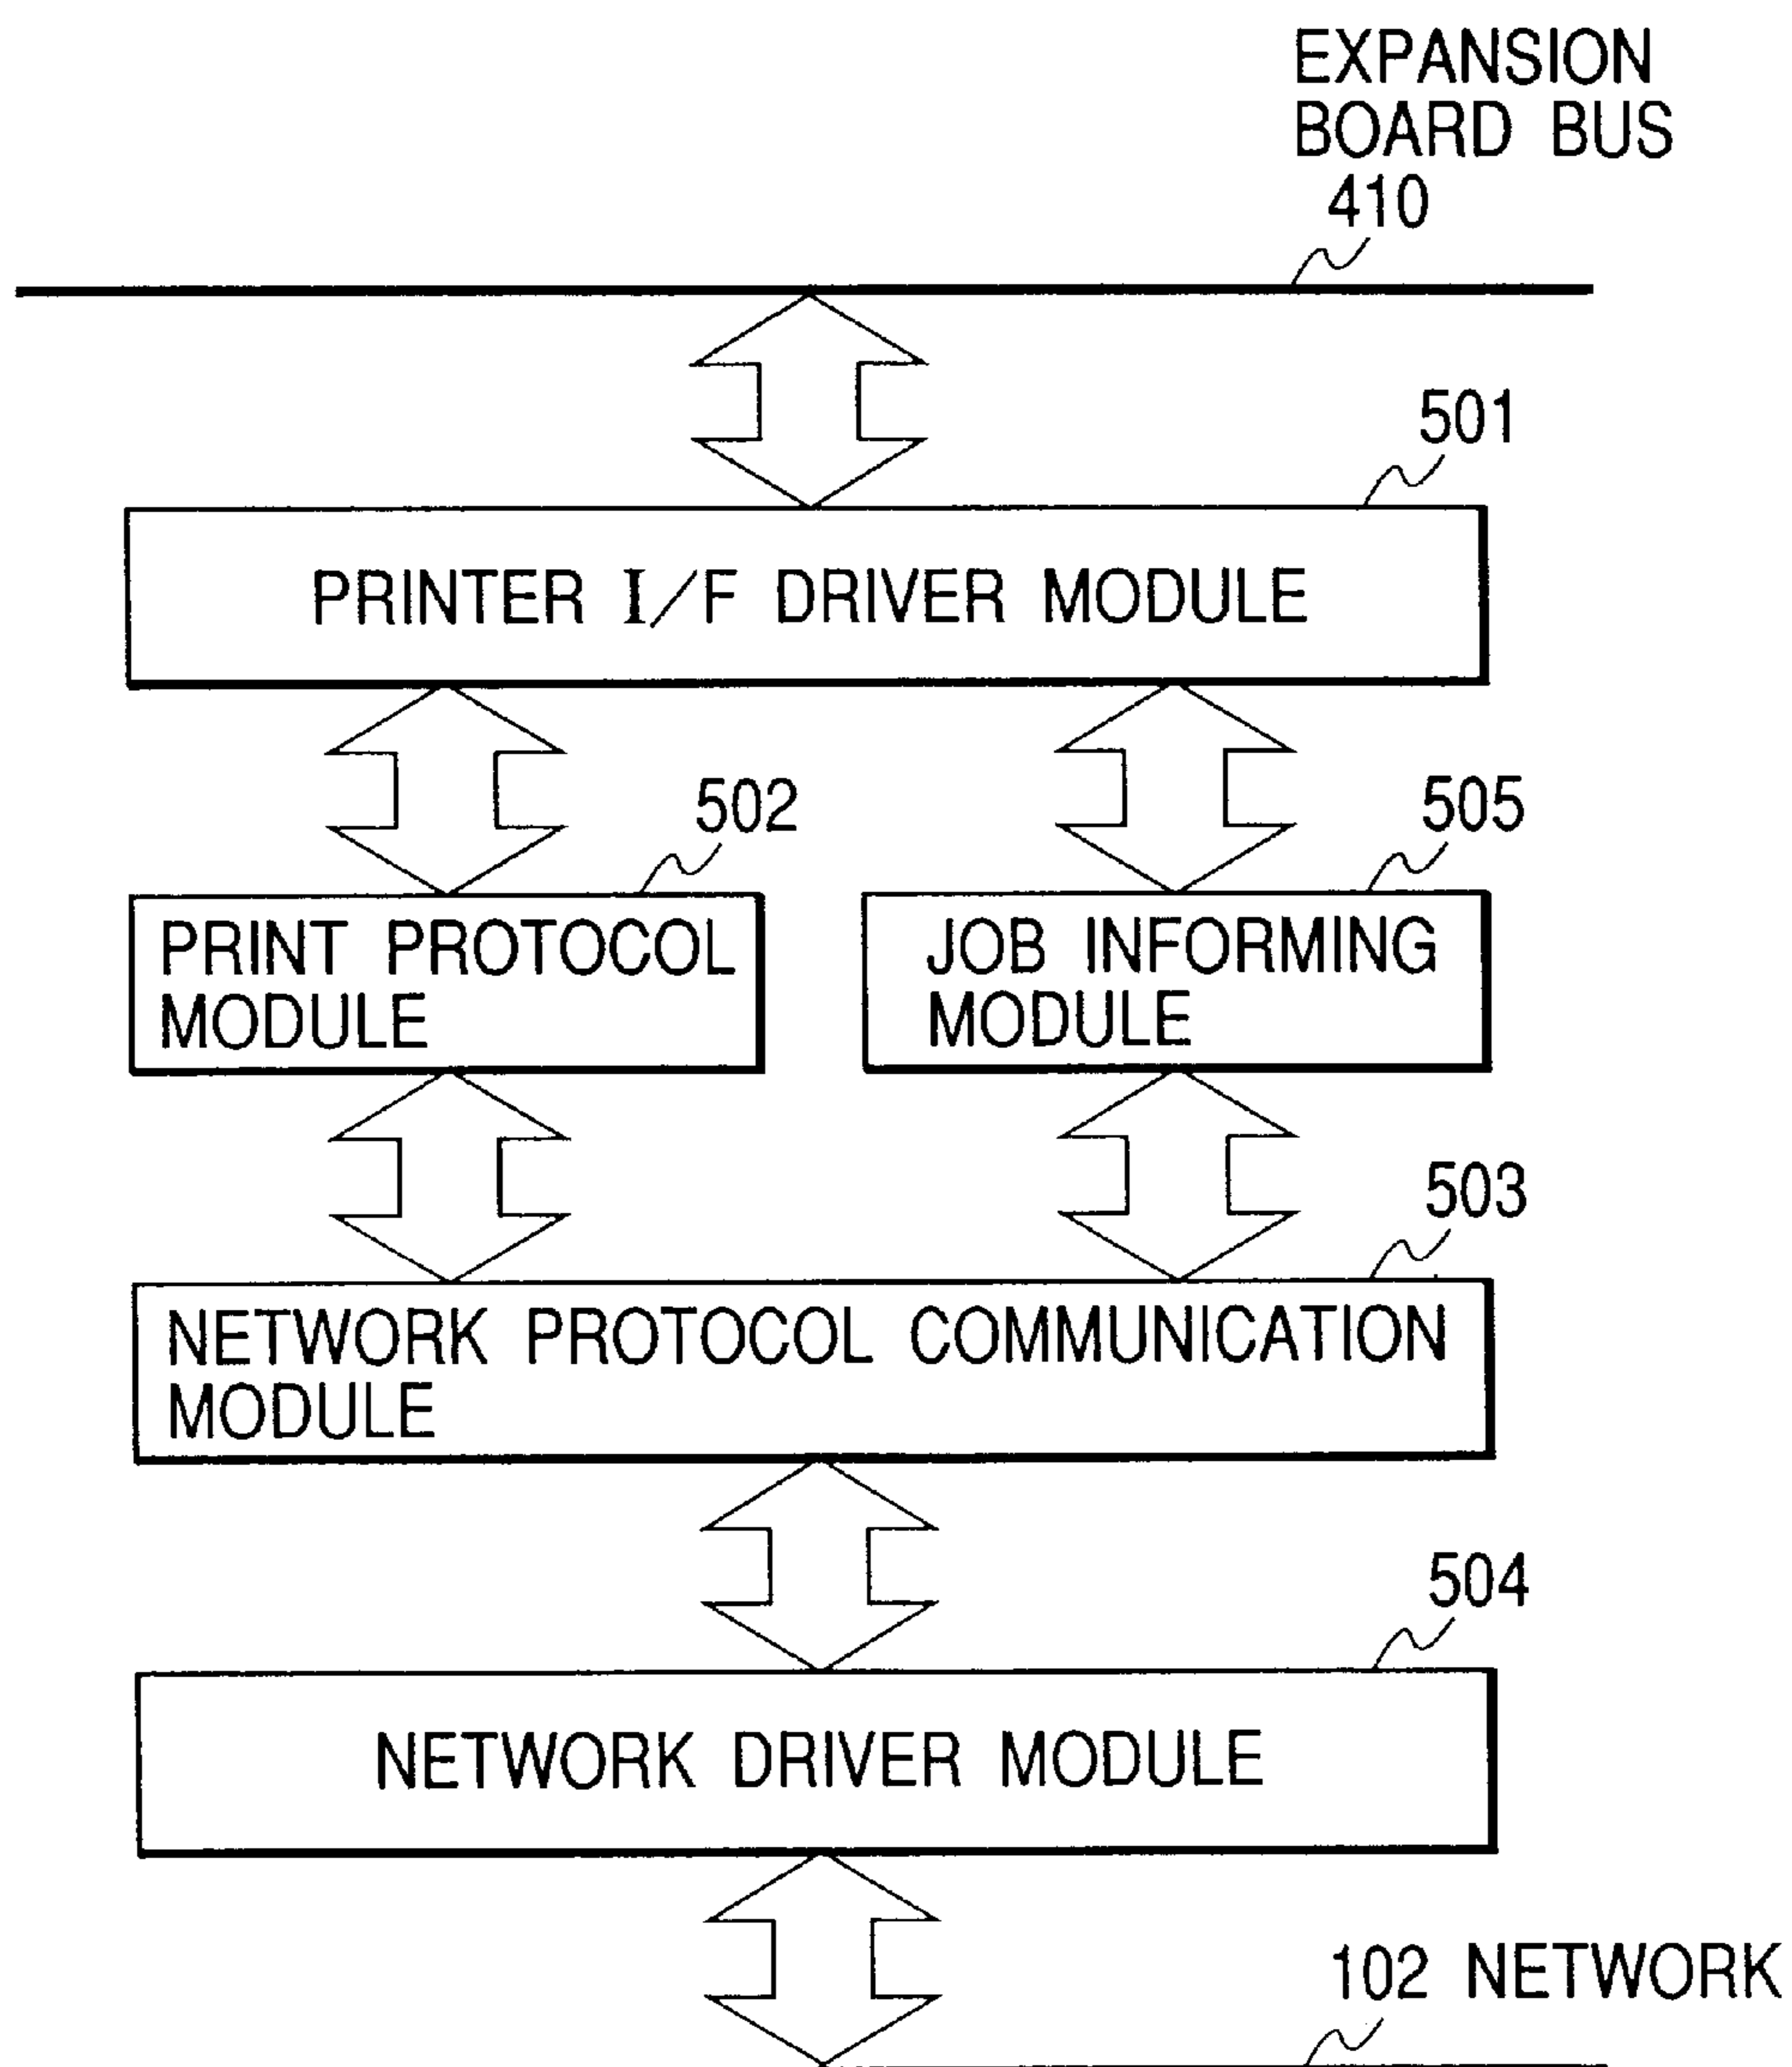 EXPANSION
BOARD BUS
410
501
PRINTER I/F DRIVER MODULE
502
505
PRINT PROTOCOL
MODULE
JOB INFORMING
MODULE
503
NETWORK PROTOCOL COMMUNICATION
MODULE
504
NETWORK DRIVER MODULE
102 NETWORK